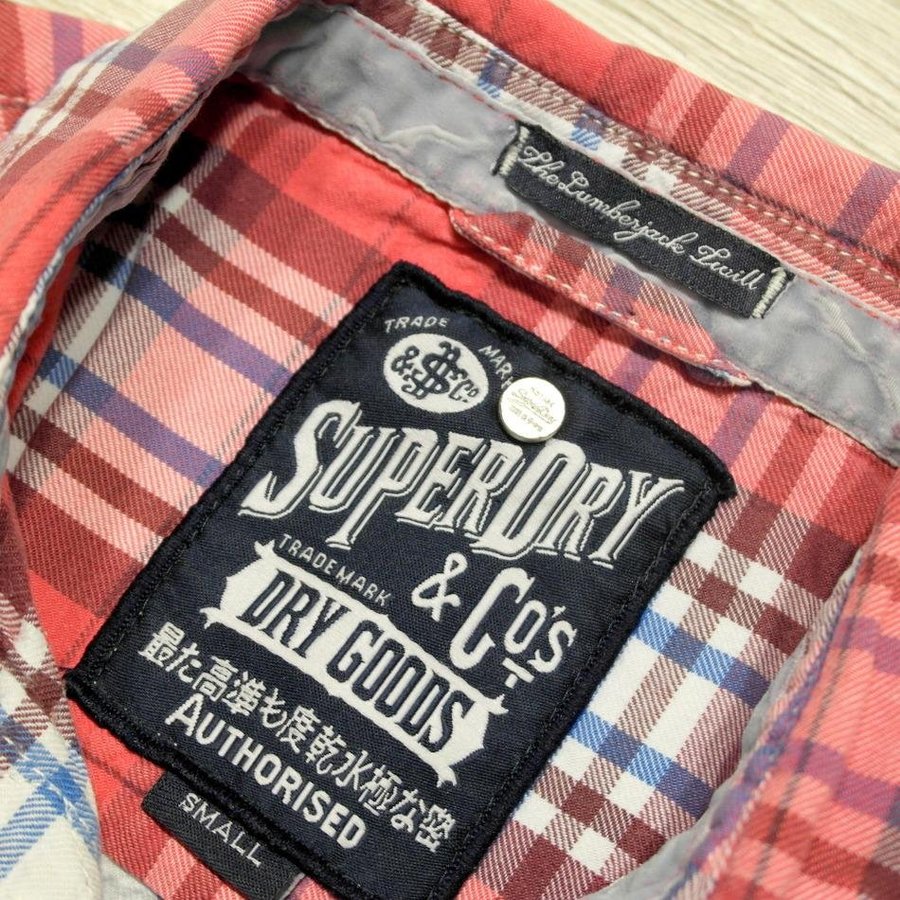 The Lumberjack Twill
TRADE MARK
& $ Co
SUPERDRY
& Co's
TRADEMARK
DRY GOODS
最た高準も度乾水極な密
AUTHORISED
SMALL